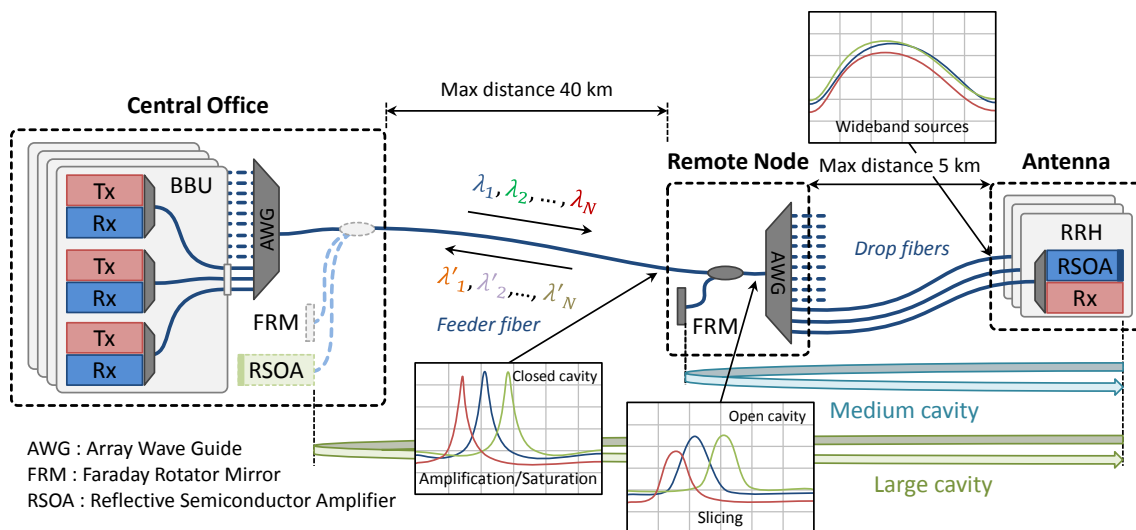 Wideband sources
Central Office
Max distance 40 km
Remote Node
Max distance 5 km
Antenna
BBU
Tx
Rx
Tx
Rx
Tx
Rx
AWG
FRM
RSOA
λ1, λ2, ..., λN
λ'1, λ'2,..., λ'N
Feeder fiber
FRM
AWG
Drop fibers
RRH
RSOA
Rx
Closed cavity
Amplification/Saturation
Open cavity
Slicing
Medium cavity
Large cavity
AWG : Array Wave Guide
FRM : Faraday Rotator Mirror
RSOA : Reflective Semiconductor Amplifier